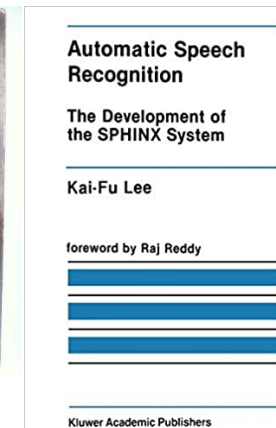 Automatic Speech
Recognition
The Development of
the SPHINX System
Kai-Fu Lee
foreword by Raj Reddy
Kluwer Academic Publishers